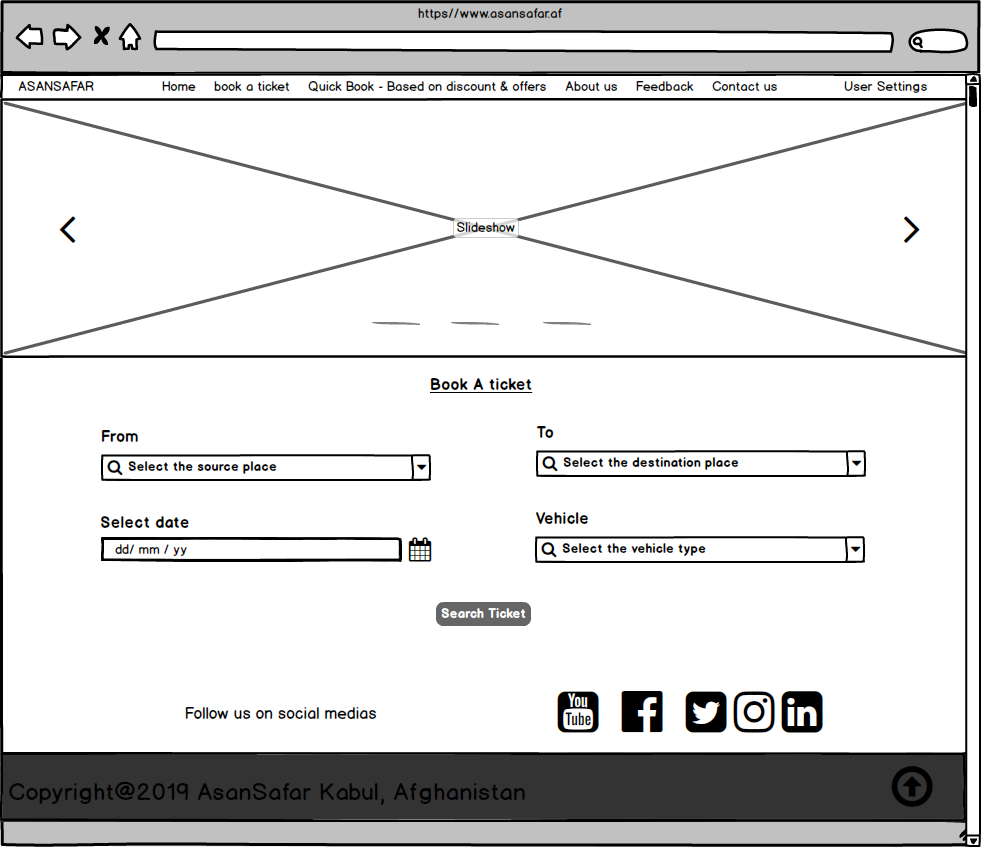 https//www.asansafar.af
ASANSAFAR Home book a ticket Quick Book - Based on discount & offers About us Feedback Contact us User Settings
Slideshow
Book A ticket
From To
Select the source place Select the destination place
Select date Vehicle
dd/ mm / yy Select the vehicle type
Search Ticket
Follow us on social medias You Tube f in
Copyright@2019 AsanSafar Kabul, Afghanistan